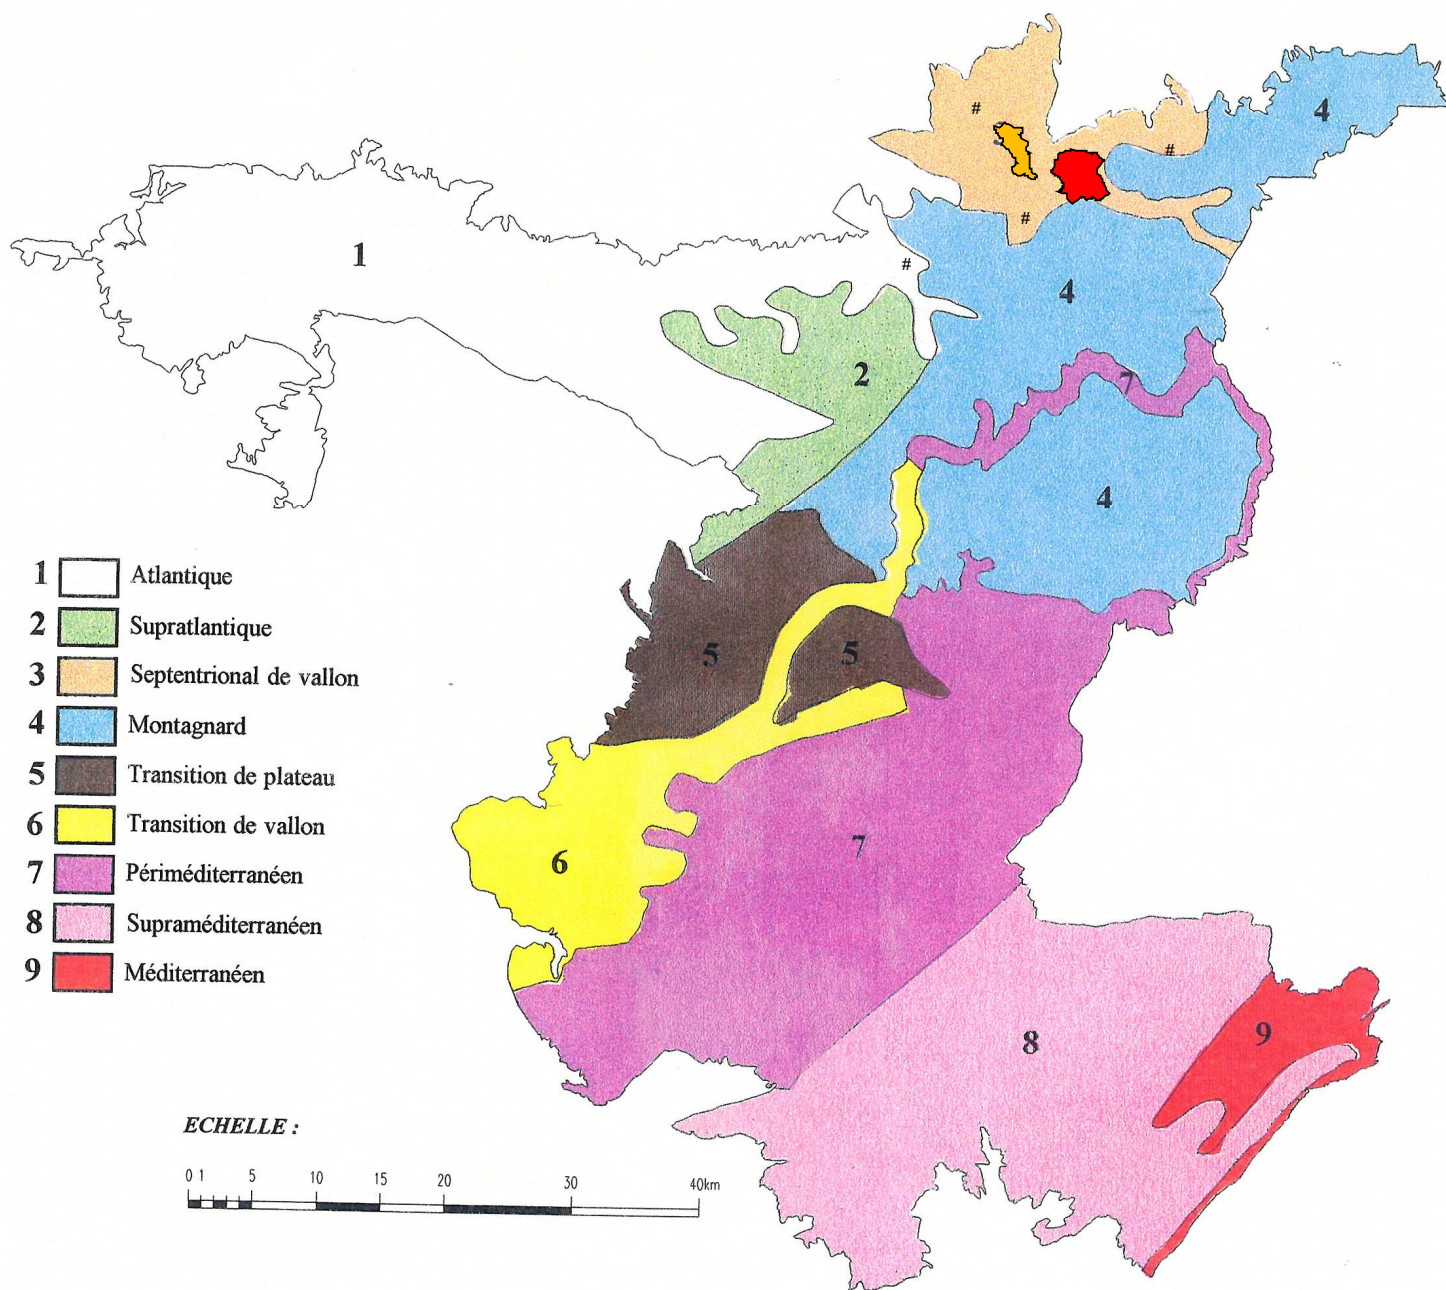 #
4
#
3
#
1
#
4
2
7
4
5
5
6
7
8
9
1 Atlantique
2 Supratlantique
3 Septentrional de vallon
4 Montagnard
5 Transition de plateau
6 Transition de vallon
7 Périméditerranéen
8 Supraméditerranéen
9 Méditerranéen
ECHELLE :
0 1 5 10 15 20 30 40km